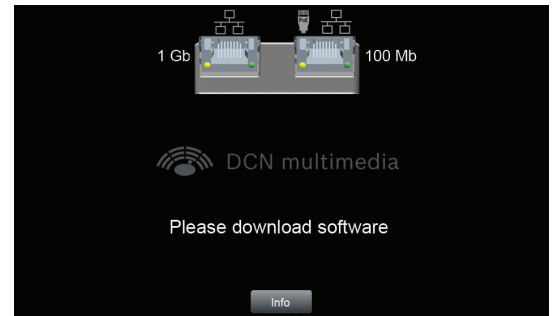 PoE
1 Gb
100 Mb
DCN multimedia
Please download software
Info